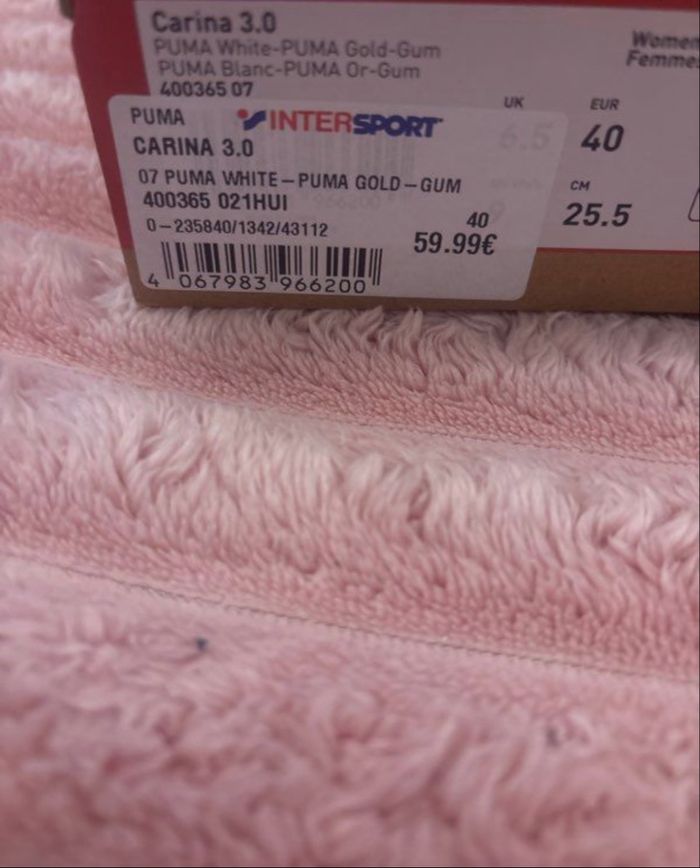 Carina 3.0
PUMA White-PUMA Gold-Gum
PUMA Blanc-PUMA Or-Gum
400365 07
Women
Femmes
UK
EUR
6.5
40
CM
25.5
PUMA
INTERSPORT
CARINA 3.0
07 PUMA WHITE-PUMA GOLD-GUM
400365 021HUI
0-235840/1342/43112
40
59.99€
4 067983 966200